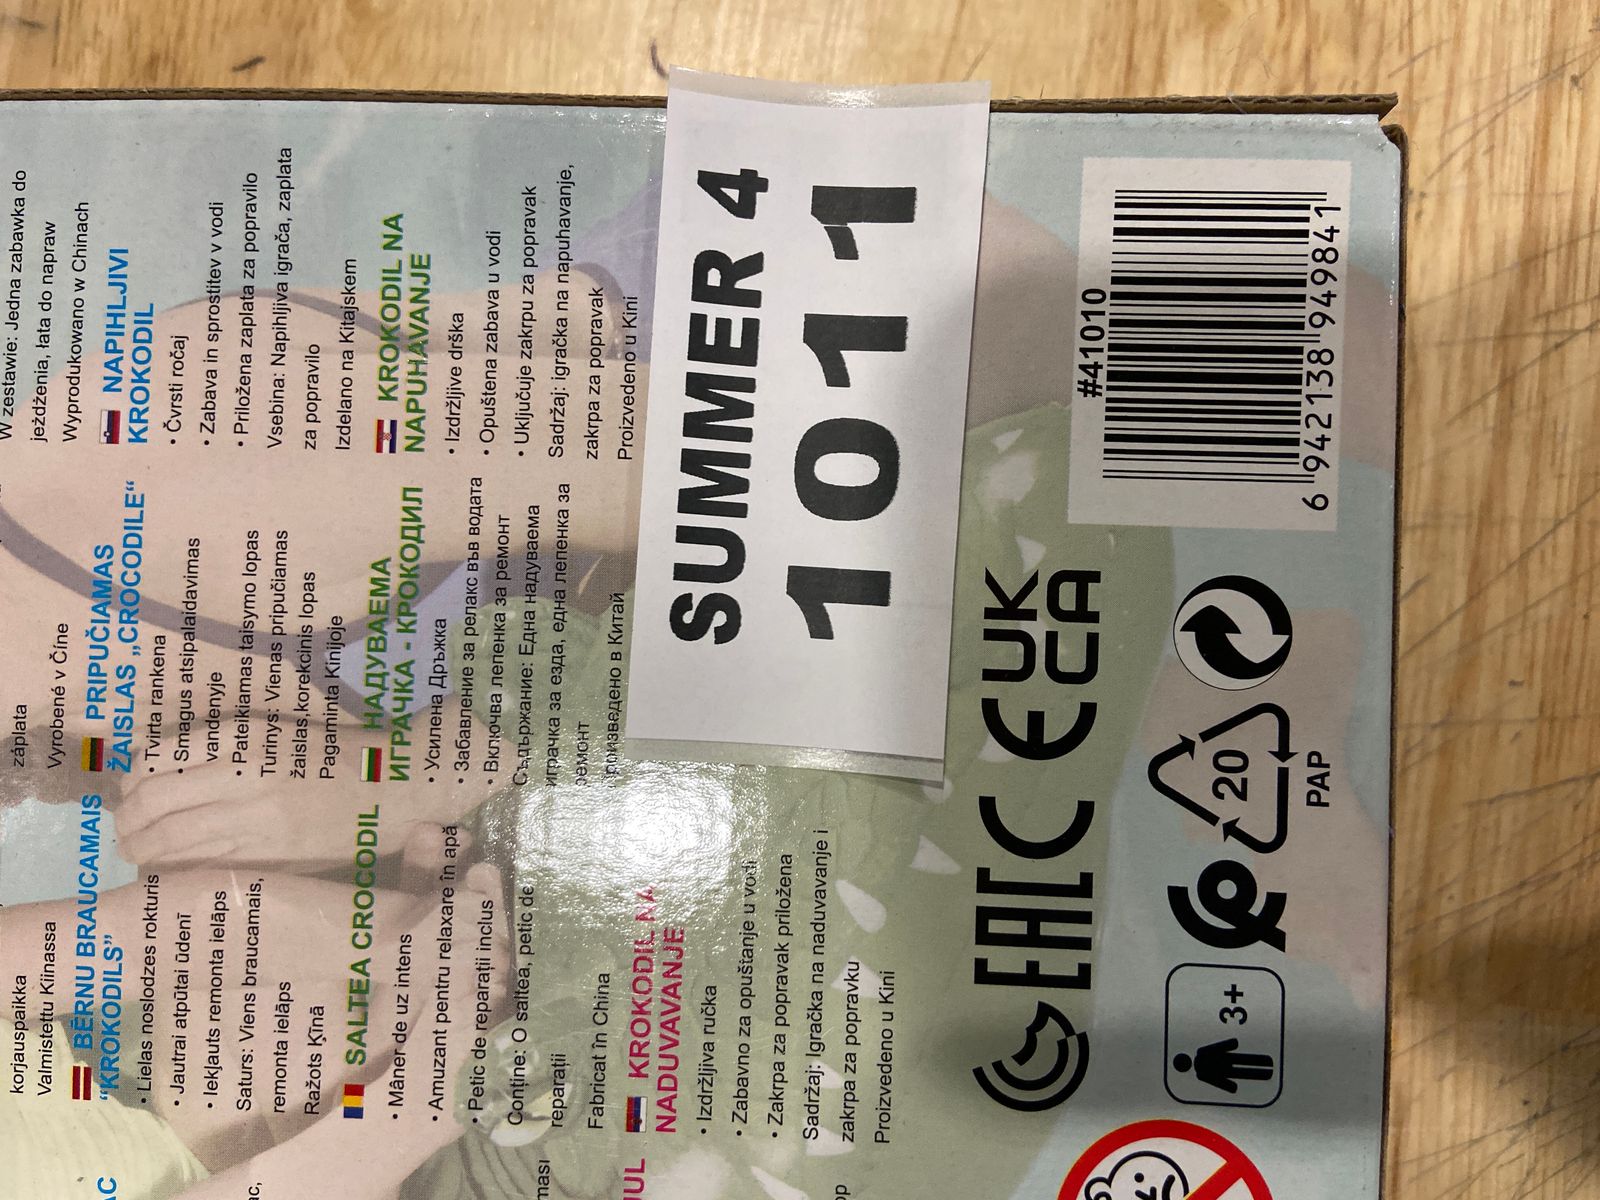 W zestawie: Jedna zabawka do
jeżdżenia, łata do napraw
Wyprodukowano w Chinach
NAPIHLJIVI
KROKODIL
• Čvrsti ročaj
• Zabava in sprostitev v vodi
• Priložena zaplata za popravilo
Vsebina: Napihljiva igrača, zaplata
za popravilo
Izdelano na Kitajskem
KROKODIL NA
NAPUHAVANJE
• Izdržljive drška
• Opuštena zabava u vodi
• Uključuje zakrpu za popravak
Sadržaj: igračka na napuhavanje,
zakrpa za popravak
Proizvedeno u Kini
záplata
Vyrobené v Číne
PRIPUČIAMAS
ŽAISLAS „CROCODILE“
• Tvirta rankena
• Smagus atsipalaidavimas
vandenyje
• Pateikiamas taisymo lopas
Turinys: Vienas pripučiamas
žaislas,korekcinis lopas
Pagaminta Kinijoje
НАДУВАЕМА
ИГРАЧКА - КРОКОДИЛ
• Усилена Дръжка
• Забавление за релакс във водата
• Включва лепенка за ремонт
Съдържание: Една надуваема
играчка за езда, една лепенка за
ремонт
Произведено в Китай
korjauspaikka
Valmistettu Kiinassa
BĒRNU BRAUCAMAIS
“KROKODILS”
• Lielas noslodzes rokturis
• Jautrai atpūtai ūdenī
• Iekļauts remonta ielāps
Saturs: Viens braucamais,
remonta ielāps
Ražots Ķīnā
SALTEA CROCODIL
• Mâner de uz intens
• Amuzant pentru relaxare în apă
• Petic de reparații inclus
Conține: O saltea, petic de
reparații
Fabricat în China
KROKODIL NA
NADUVAVANJE
• Izdržljiva ručka
• Zabavno za opuštanje u vodi
• Zakrpa za popravak priložena
Sadržaj: Igračka na naduvavanje i
zakrpa za popravku
Proizvedeno u Kini
SUMMER 4
1011
#41010
6 942138 949841
EAC CE UK
CA
3+
20
PAP